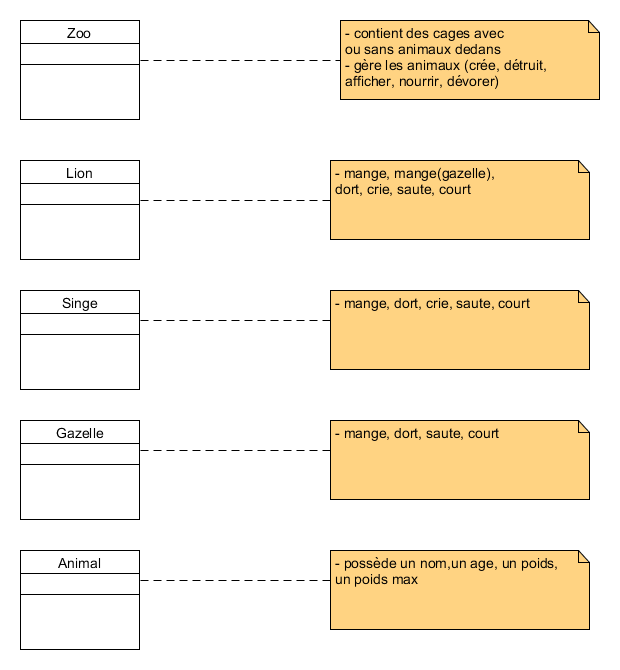 Zoo
- contient des cages avec
ou sans animaux dedans
- gère les animaux (crée, détruit,
afficher, nourrir, dévorer)
Lion
- mange, mange(gazelle),
dort, crie, saute, court
Singe
- mange, dort, crie, saute, court
Gazelle
- mange, dort, saute, court
Animal
- possède un nom,un age, un poids,
un poids max